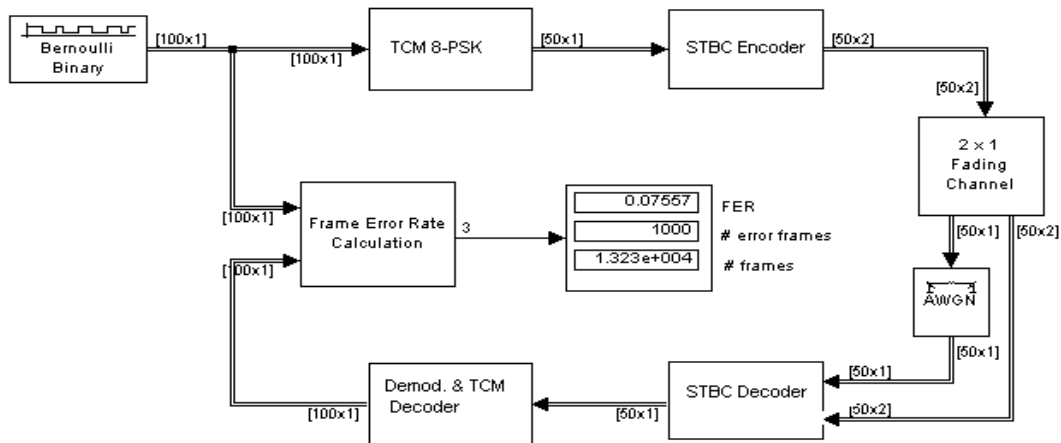 Bernoulli
Binary
[100x1]
[100x1]
TCM 8-PSK
[50x1]
STBC Encoder
[50x2]
[50x2]
2 x 1
Fading
Channel
[50x1]
[50x2]
AWGN
[50x1]
[100x1]
Frame Error Rate
Calculation
[100x1]
3
0.07557
FER
1000
# error frames
1.323e+004
# frames
[50x1]
[50x2]
STBC Decoder
[50x1]
Demod. & TCM
Decoder
[100x1]